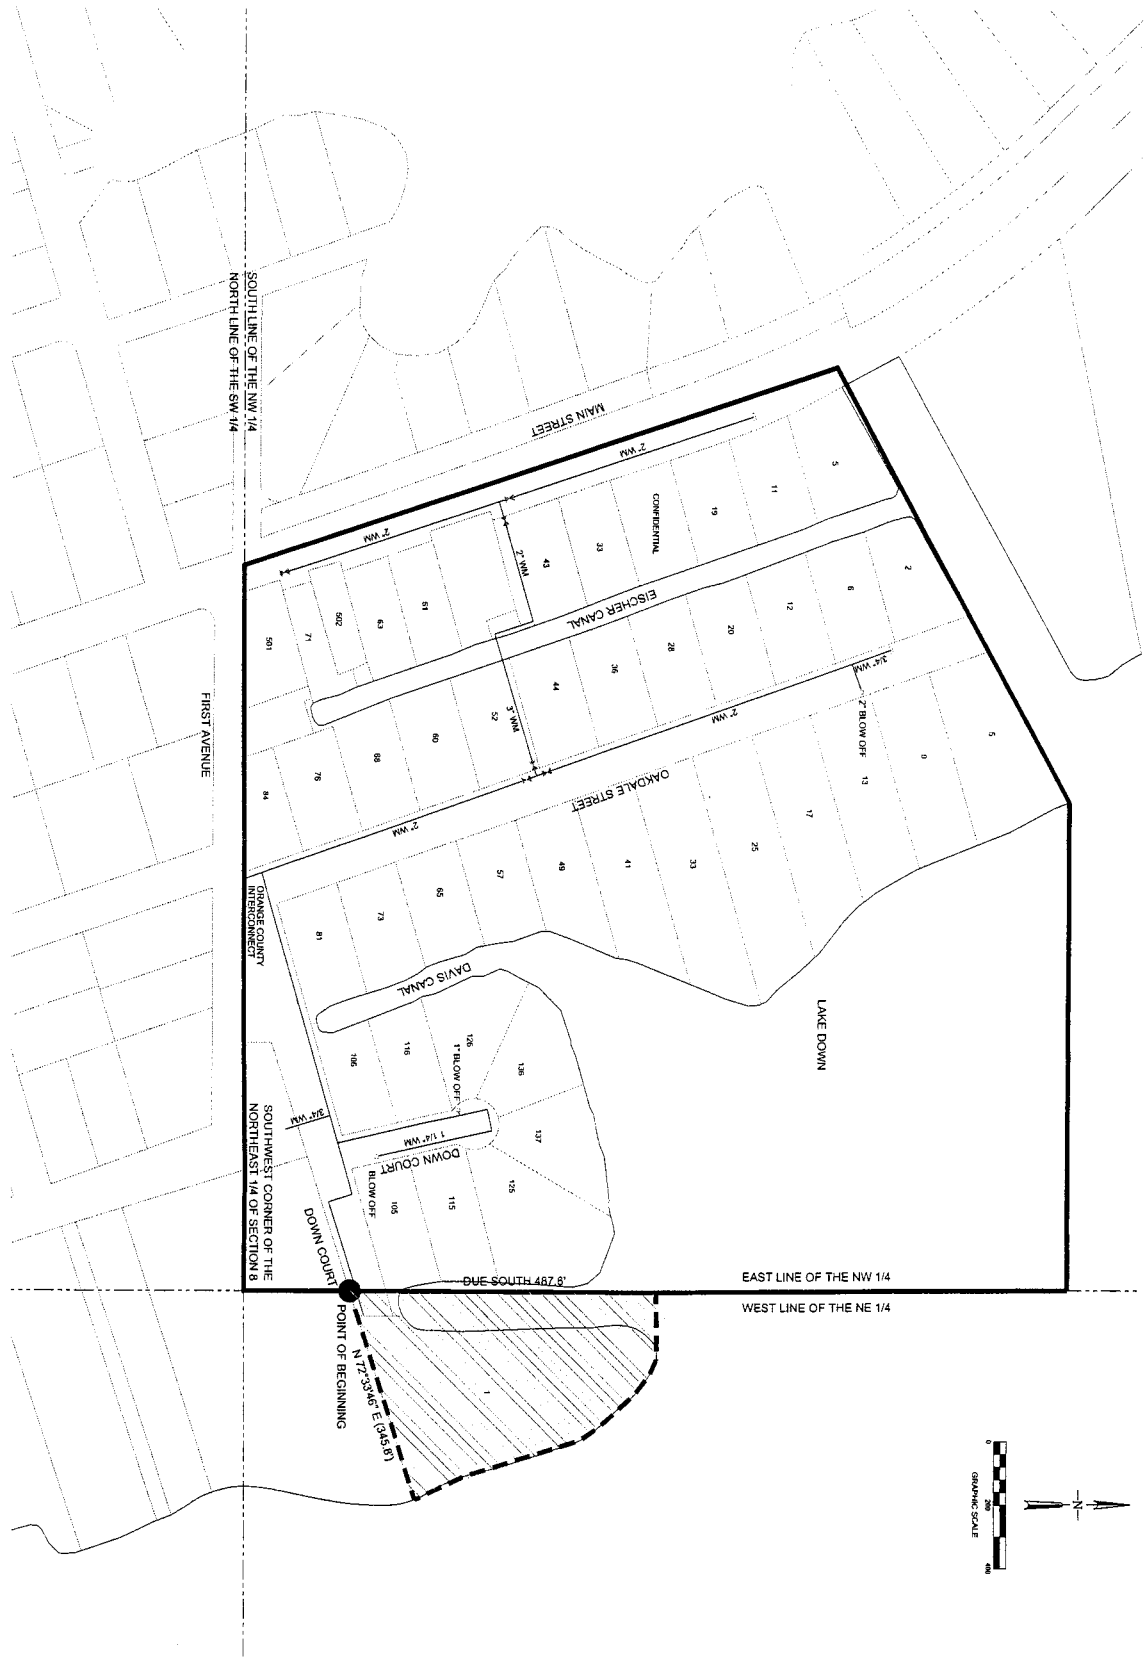 SOUTH LINE OF THE NW 1/4
NORTH LINE OF THE SW 1/4
MAIN STREET
2" WM
2" WM
2" WM
5
11
19
CONFIDENTIAL
33
43
61
63
502
71
501
EISCHER CANAL
2
6
12
20
28
36
44
3" WM
52
60
68
76
84
3/4" WM
2" BLOW OFF
2" WM
2" WM
OAKDALE STREET
FIRST AVENUE
5
9
13
17
25
33
41
49
57
65
73
81
ORANGE COUNTY
INTERCONNECT
DAVIS CANAL
LAKE DOWN
106
116
126
136
137
125
115
105
1" BLOW OFF
1 1/4" WM
3/4" WM
DOWN COURT
BLOW OFF
DOWN COURT
SOUTHWEST CORNER OF THE
NORTHEAST 1/4 OF SECTION 8
DUE SOUTH 487.6'
EAST LINE OF THE NW 1/4
WEST LINE OF THE NE 1/4
POINT OF BEGINNING
N 72°33'46" E (345.8')
1
N
0
200
400
GRAPHIC SCALE